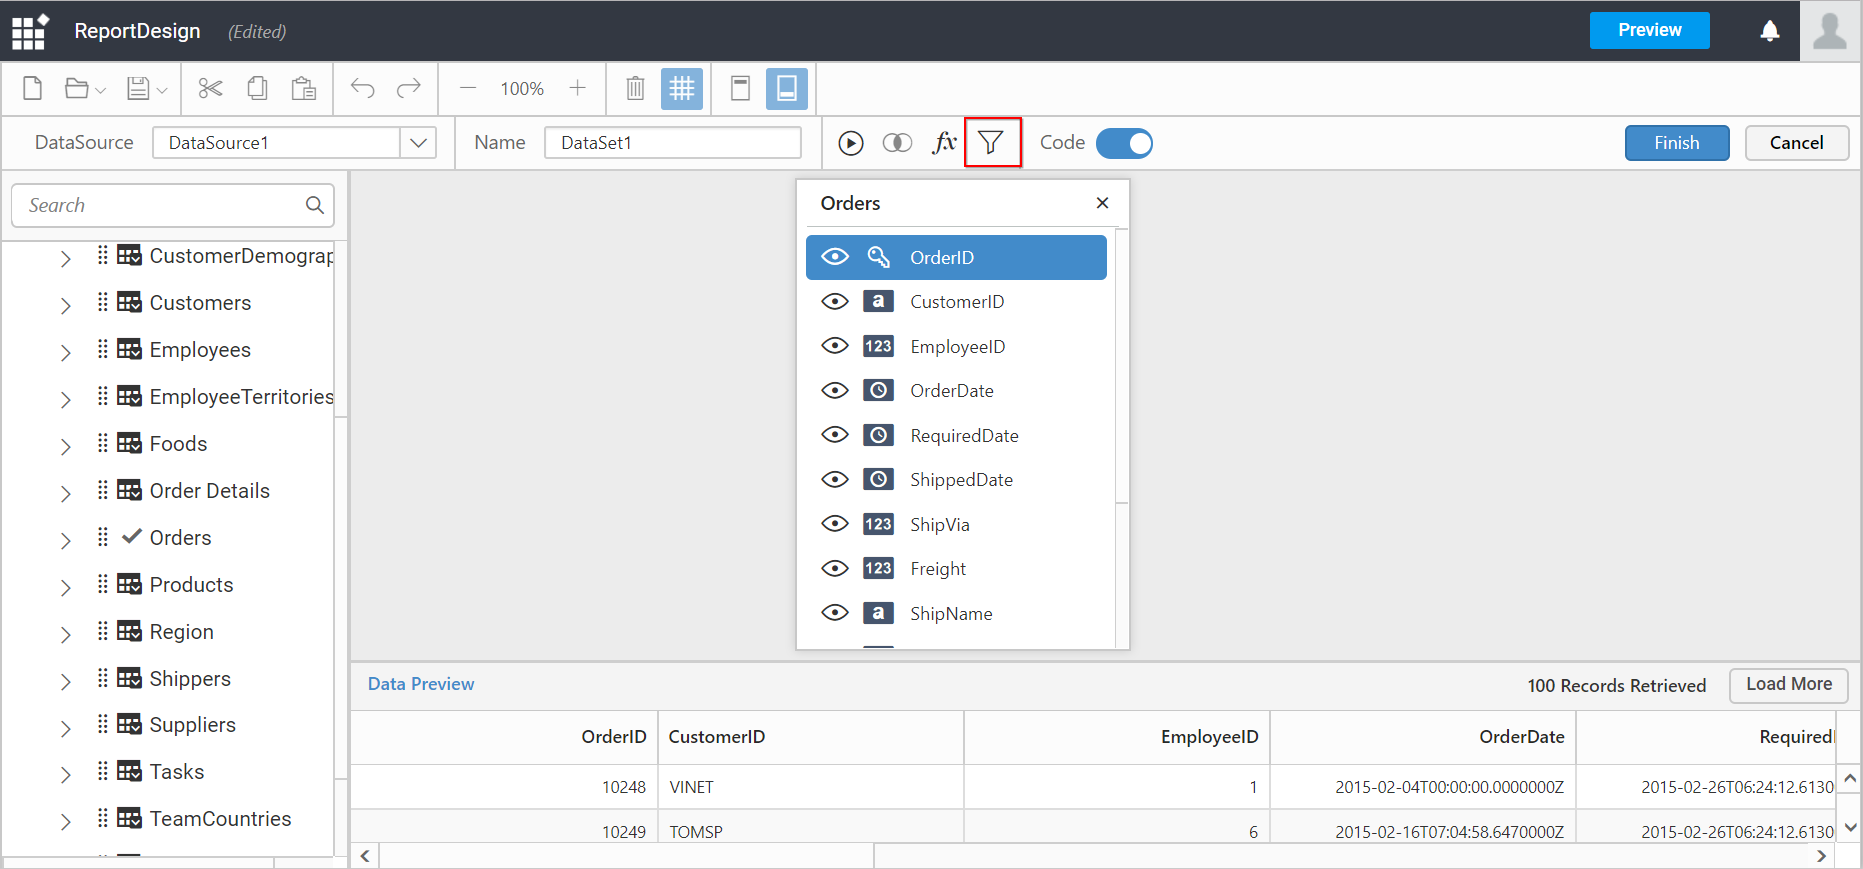 ReportDesign (Edited) Preview
100%
DataSource DataSource1 Name DataSet1 fx Code Finish Cancel
Search
CustomerDemograp
Customers
Employees
EmployeeTerritories
Foods
Order Details
Orders
Products
Region
Shippers
Suppliers
Tasks
TeamCountries
Orders
OrderID
a CustomerID
123 EmployeeID
OrderDate
RequiredDate
ShippedDate
123 ShipVia
123 Freight
a ShipName
Data Preview 100 Records Retrieved Load More
OrderID CustomerID EmployeeID OrderDate Required
10248 VINET 1 2015-02-04T00:00:00.0000000Z 2015-02-26T06:24:12.6130
10249 TOMSP 6 2015-02-16T07:04:58.6470000Z 2015-02-26T06:24:12.6130